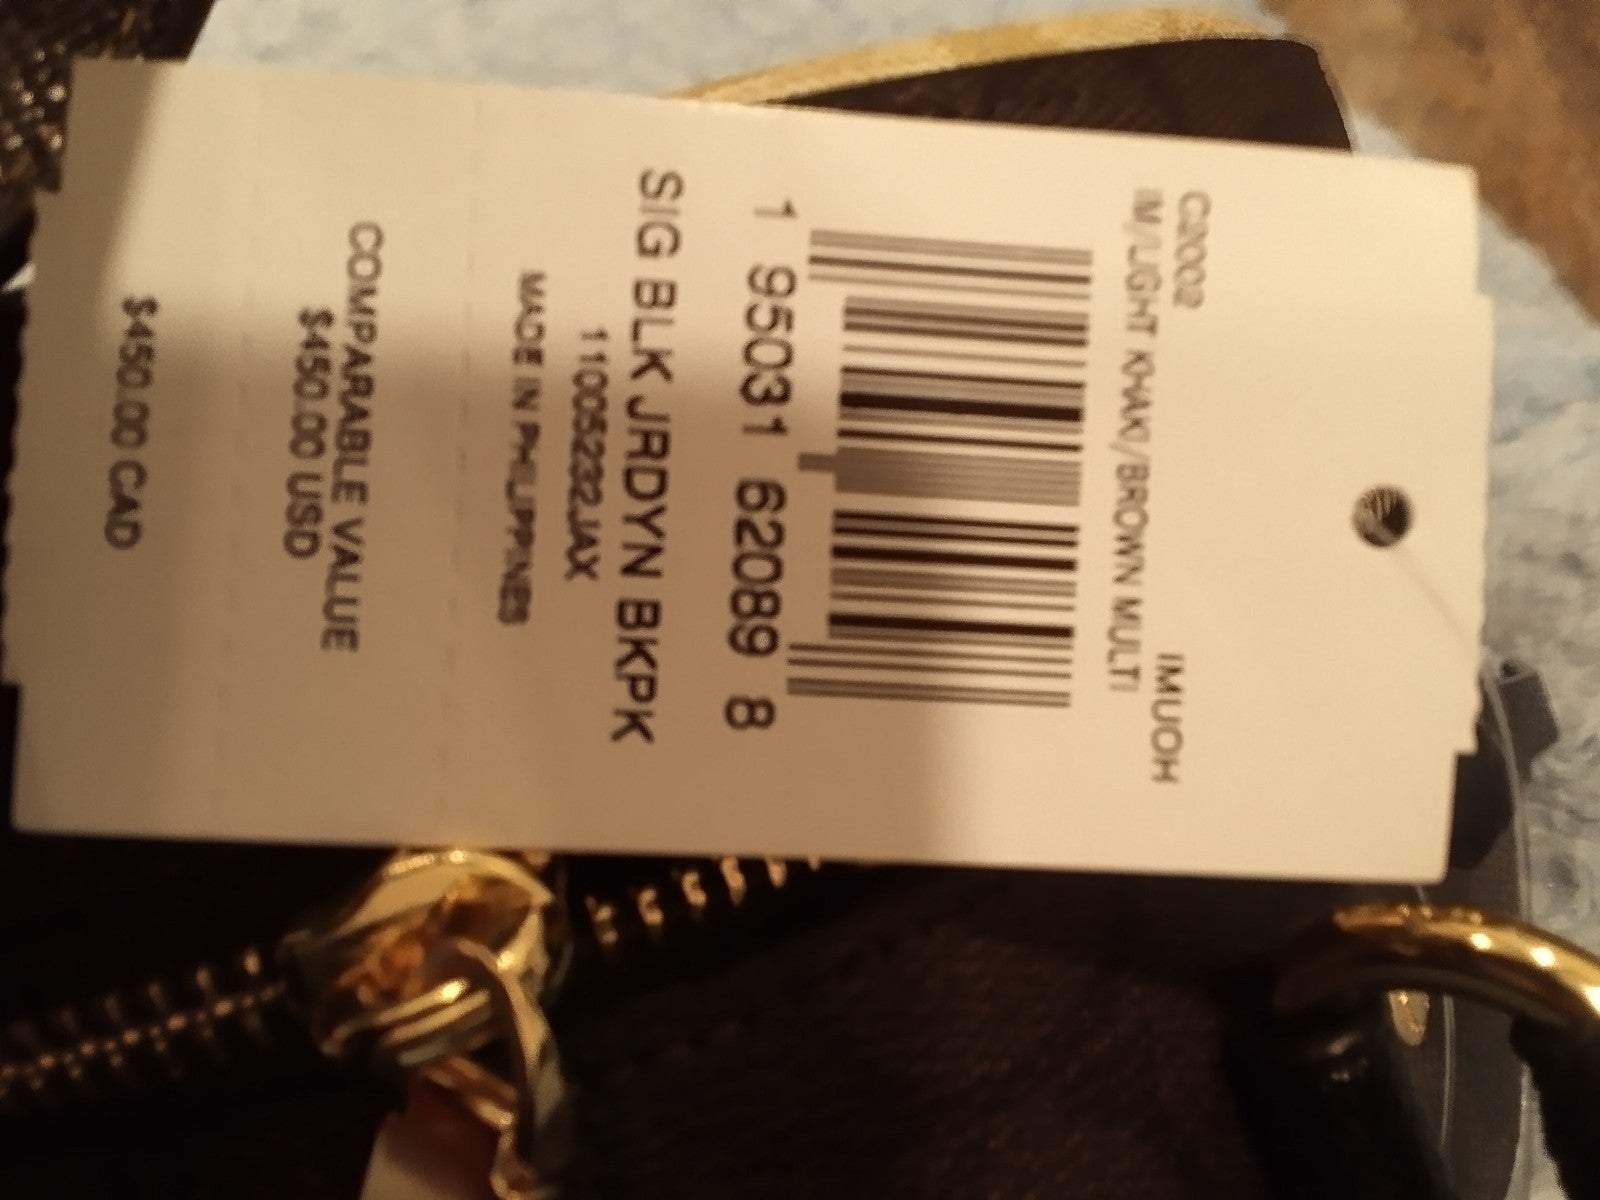 C2002
IMUOH
IM/LIGHT KHAKI/BROWN MULTI
1 95031 62089 8
SIG BLK JRDYN BKPK
11005232JAX
MADE IN PHILIPPINES
COMPARABLE VALUE
$450.00 USD
$450.00 CAD